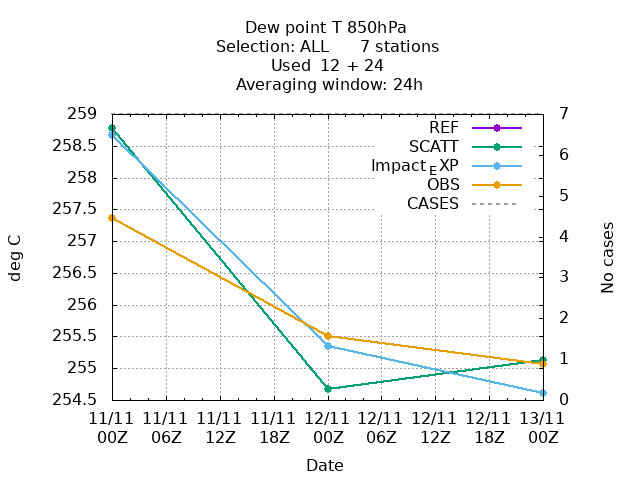 Dew point T 850hPa
Selection: ALL      7 stations
Used  12 + 24
Averaging window: 24h
259
258.5
258
257.5
257
256.5
256
255.5
255
254.5
deg C
7
6
5
4
3
2
1
0
No cases
REF
SCATT
Impact_EXP
OBS
CASES
11/11 11/11 11/11 11/11 12/11 12/11 12/11 12/11 13/11
00Z 06Z 12Z 18Z 00Z 06Z 12Z 18Z 00Z
Date